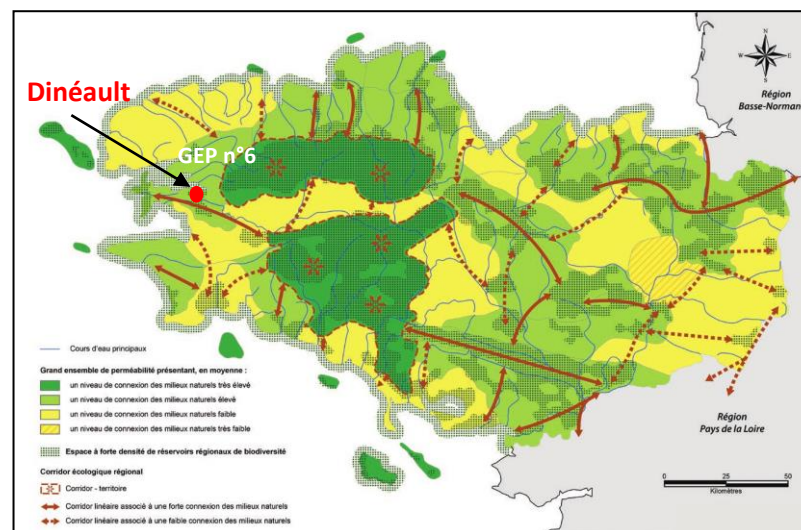 Dinéault
GEP n°6
N
W
E
S
Région
Basse-Norman
Cours d'eau principaux
Grand ensemble de perméabilité présentant, en moyenne :
un niveau de connexion des milieux naturels très élevé
un niveau de connexion des milieux naturels élevé
un niveau de connexion des milieux naturels faible
un niveau de connexion des milieux naturels très faible
Espace à forte densité de réservoirs régionaux de biodiversité
Corridor écologique régional
Corridor - territoire
Corridor linéaire associé à une forte connexion des milieux naturels
Corridor linéaire associé à une faible connexion des milieux naturels
Région
Pays de la Loire
0 25 50
Kilomètres